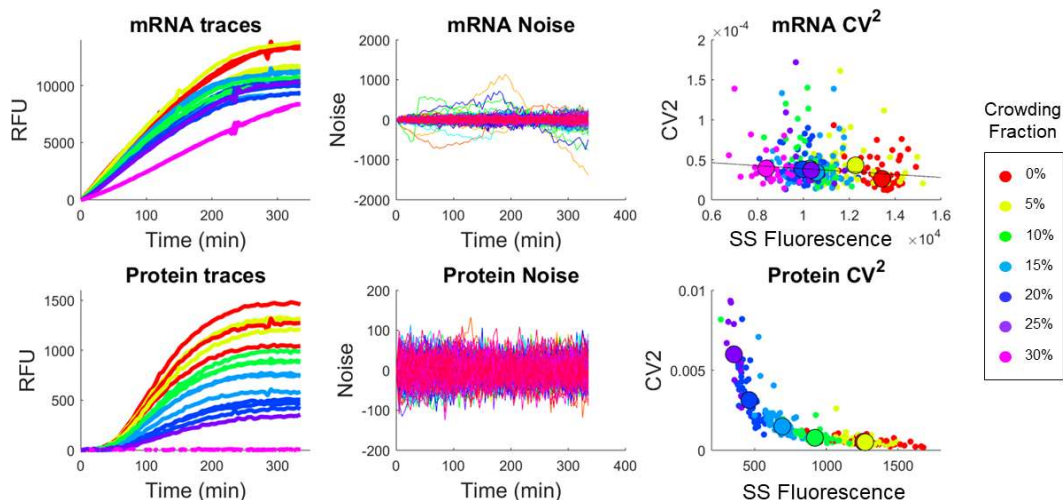 mRNA traces
RFU
10000
5000
0
0 100 200 300
Time (min)
mRNA Noise
Noise
2000
1000
0
-1000
-2000
0 100 200 300 400
Time (min)
mRNA CV²
×10⁻⁴
CV2
2
1.5
1
0.5
0
0.6 0.8 1 1.2 1.4 1.6
SS Fluorescence ×10⁴
Protein traces
RFU
1500
1000
500
0
0 100 200 300
Time (min)
Protein Noise
Noise
200
100
0
-100
-200
0 100 200 300 400
Time (min)
Protein CV²
CV2
0.01
0.005
0
500 1000 1500
SS Fluorescence
Crowding
Fraction
0%
5%
10%
15%
20%
25%
30%